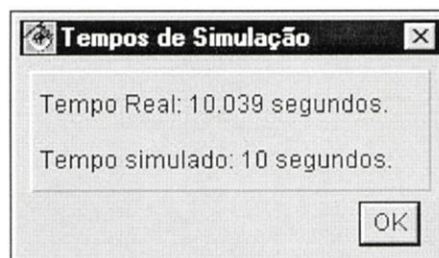 Tempos de Simulação
Tempo Real: 10.039 segundos.
Tempo simulado: 10 segundos.
OK